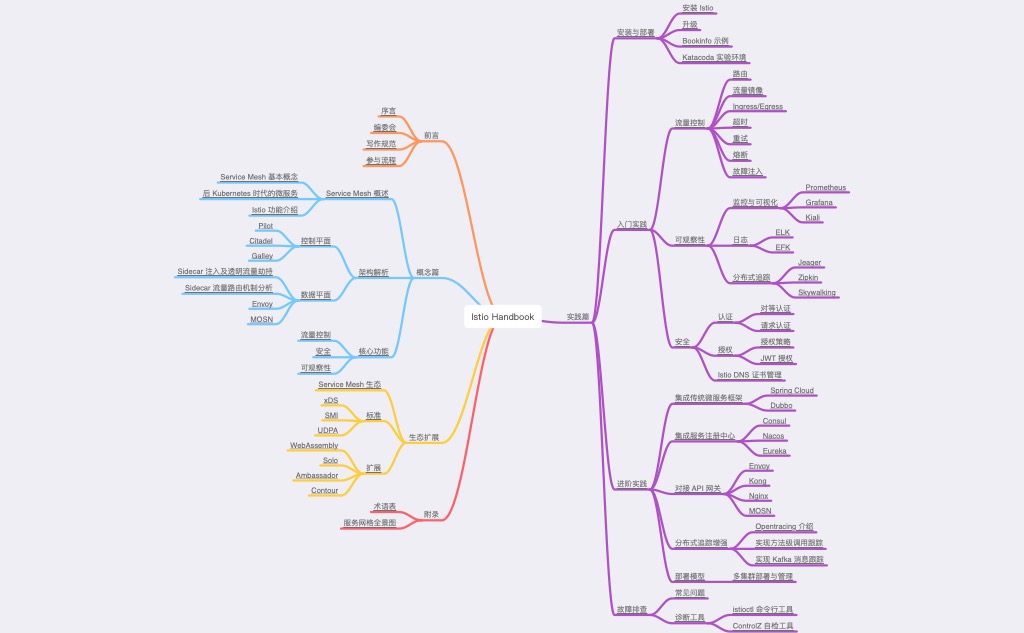 Istio Handbook
前言
序言
编委会
写作规范
参与流程
概念篇
Service Mesh 概述
Service Mesh 基本概念
后 Kubernetes 时代的微服务
Istio 功能介绍
架构解析
控制平面
Pilot
Citadel
Galley
数据平面
Sidecar 注入及透明流量劫持
Sidecar 流量路由机制分析
Envoy
MOSN
核心功能
流量控制
安全
可观察性
生态扩展
Service Mesh 生态
标准
xDS
SMI
UDPA
扩展
WebAssembly
Solo
Ambassador
Contour
附录
术语表
服务网格全景图
实践篇
安装与部署
安装 Istio
升级
Bookinfo 示例
Katacoda 实验环境
入门实践
流量控制
路由
流量镜像
Ingress/Egress
超时
重试
熔断
故障注入
可观察性
监控与可视化
Prometheus
Grafana
Kiali
日志
ELK
EFK
分布式追踪
Jeager
Zipkin
Skywalking
安全
认证
对等认证
请求认证
授权
授权策略
JWT 授权
Istio DNS 证书管理
进阶实践
集成传统微服务框架
Spring Cloud
Dubbo
集成服务注册中心
Consul
Nacos
Eureka
对接 API 网关
Envoy
Kong
Nginx
MOSN
分布式追踪增强
Opentracing 介绍
实现方法级调用跟踪
实现 Kafka 消息跟踪
部署模型
多集群部署与管理
故障排查
常见问题
诊断工具
istioctl 命令行工具
ControlZ 自检工具